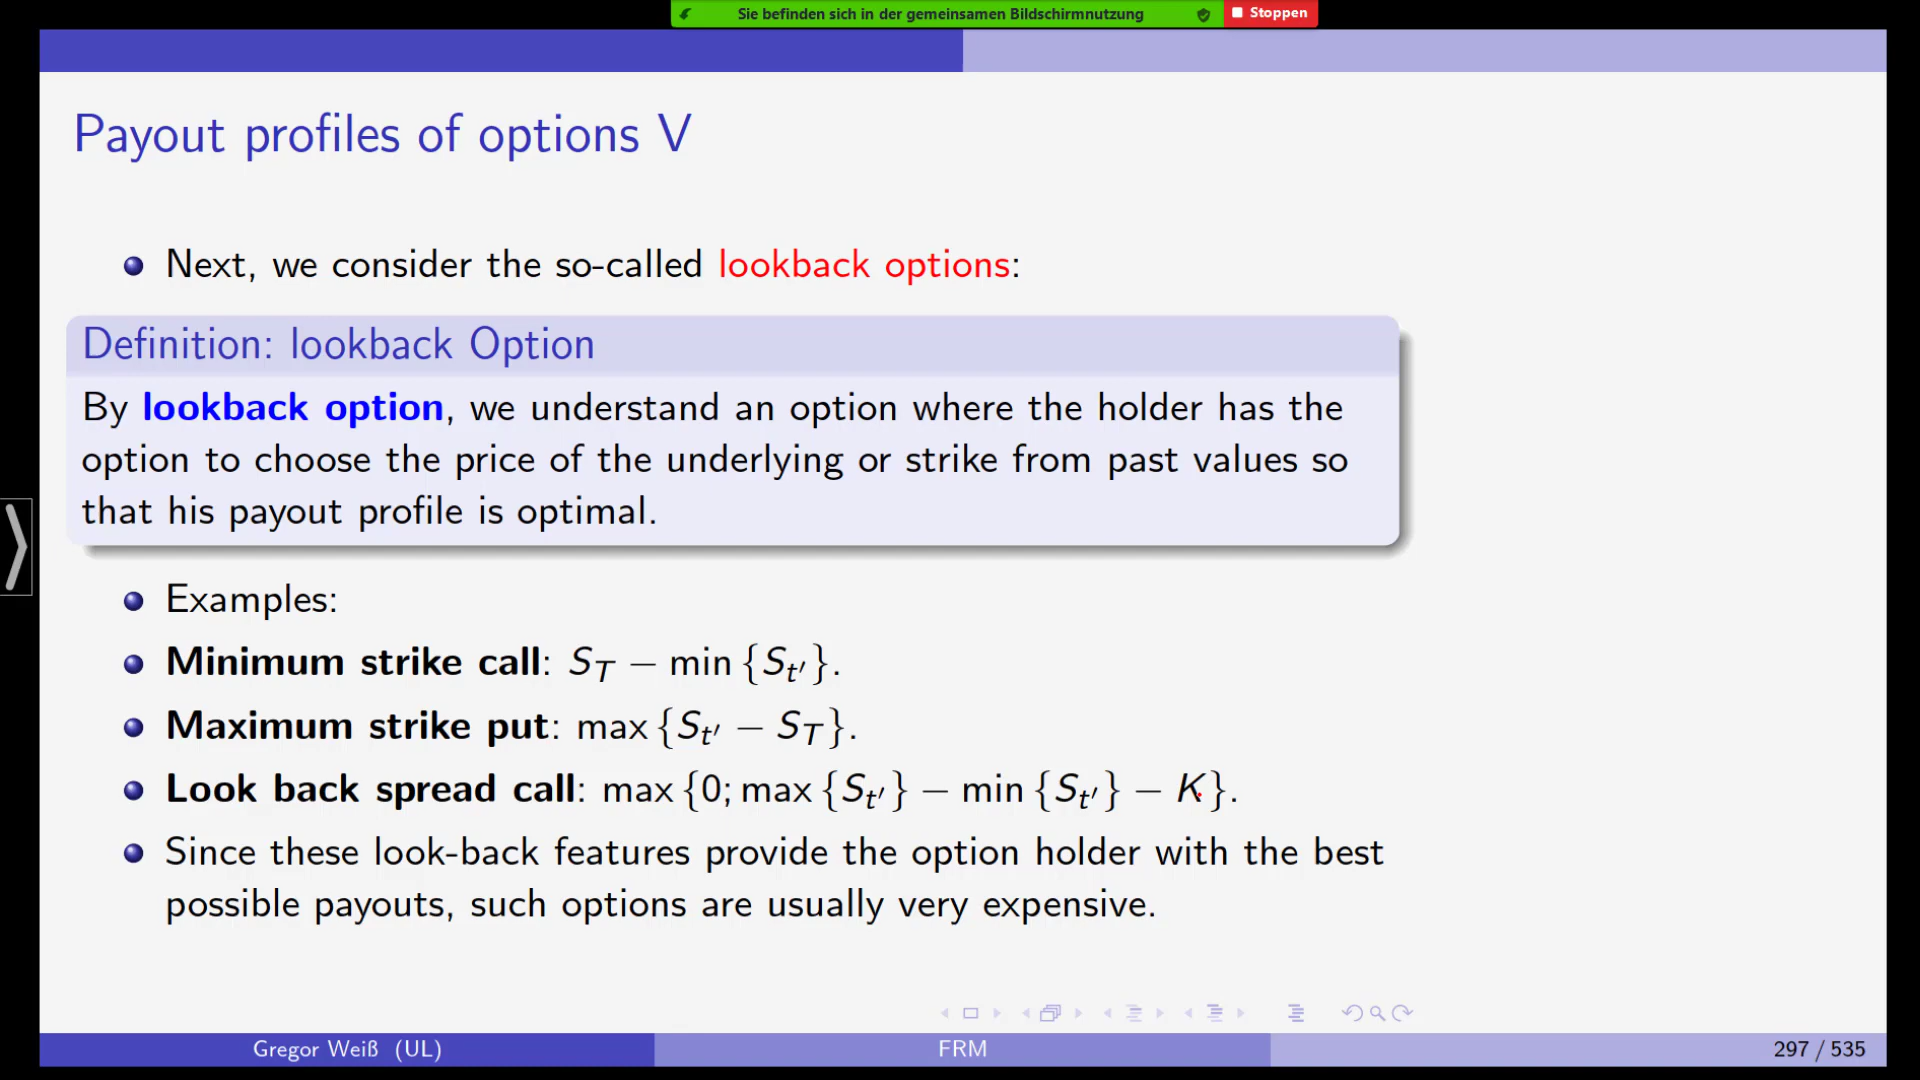 Sie befinden sich in der gemeinsamen Bildschirmnutzung
Stoppen
Payout profiles of options V
Next, we consider the so-called lookback options:
Definition: lookback Option
By lookback option, we understand an option where the holder has the
option to choose the price of the underlying or strike from past values so
that his payout profile is optimal.
Examples:
Minimum strike call: S_T − min {S_t′}.
Maximum strike put: max {S_t′ − S_T}.
Look back spread call: max {0; max {S_t′} − min {S_t′} − K}.
Since these look-back features provide the option holder with the best
possible payouts, such options are usually very expensive.
Gregor Weiß (UL)
FRM
297 / 535